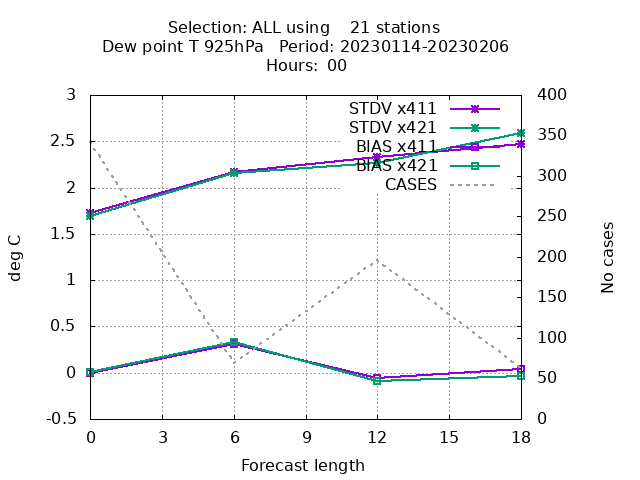 Selection: ALL using    21 stations
Dew point T 925hPa   Period: 20230114-20230206
Hours:  00
STDV x411
STDV x421
BIAS x411
BIAS x421
CASES
deg C
3
2.5
2
1.5
1
0.5
0
-0.5
400
350
300
250
200
150
100
50
0
No cases
0 3 6 9 12 15 18
Forecast length